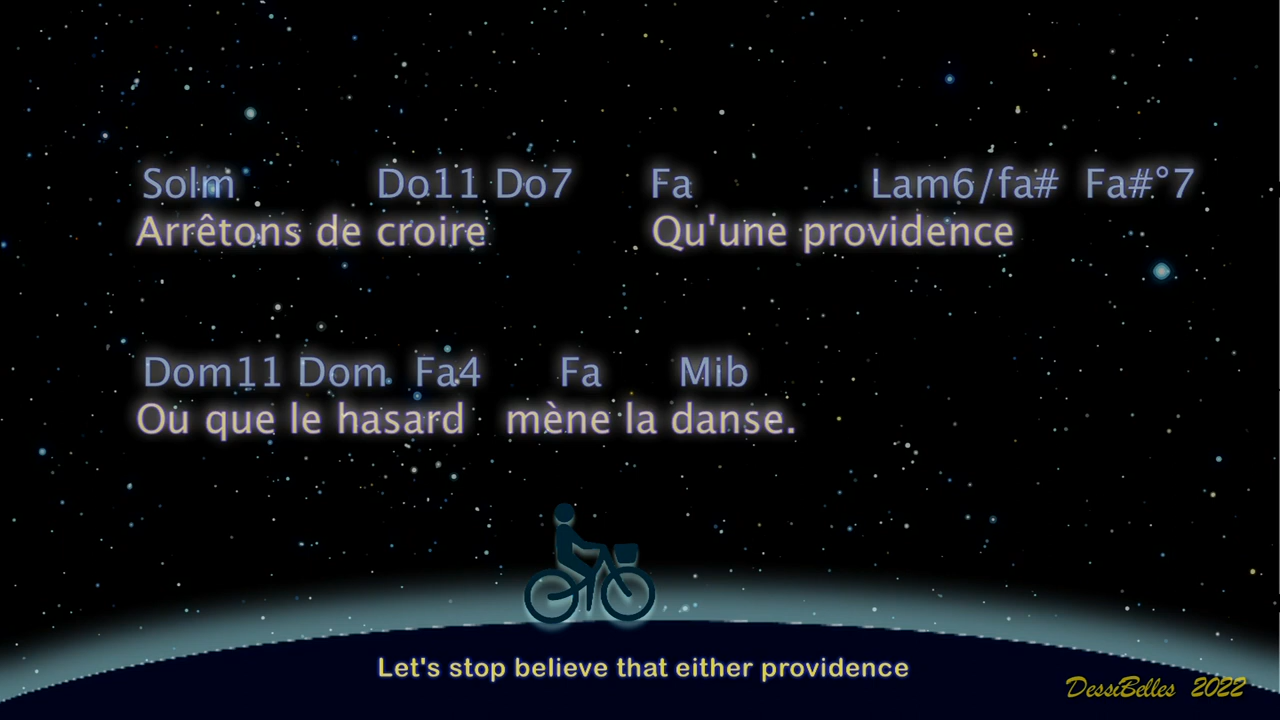 Solm Do11 Do7 Fa Lam6/fa# Fa#°7
Arrêtons de croire Qu'une providence
Dom11 Dom Fa4 Fa Mib
Ou que le hasard mène la danse.
Let's stop believe that either providence
DessiBelles 2022